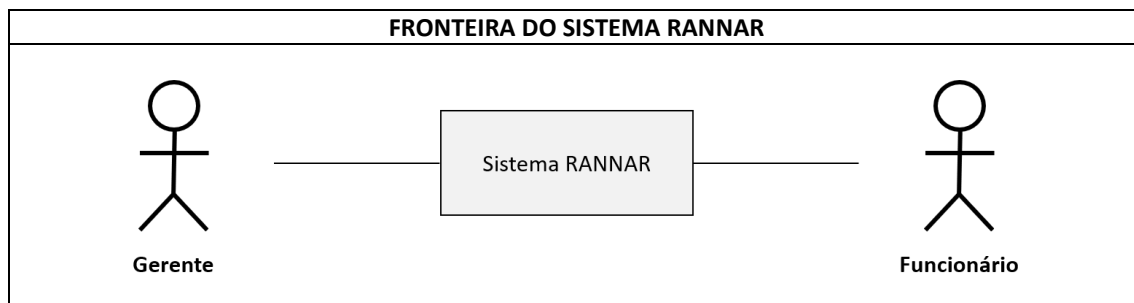 FRONTEIRA DO SISTEMA RANNAR
Sistema RANNAR
Gerente
Funcionário